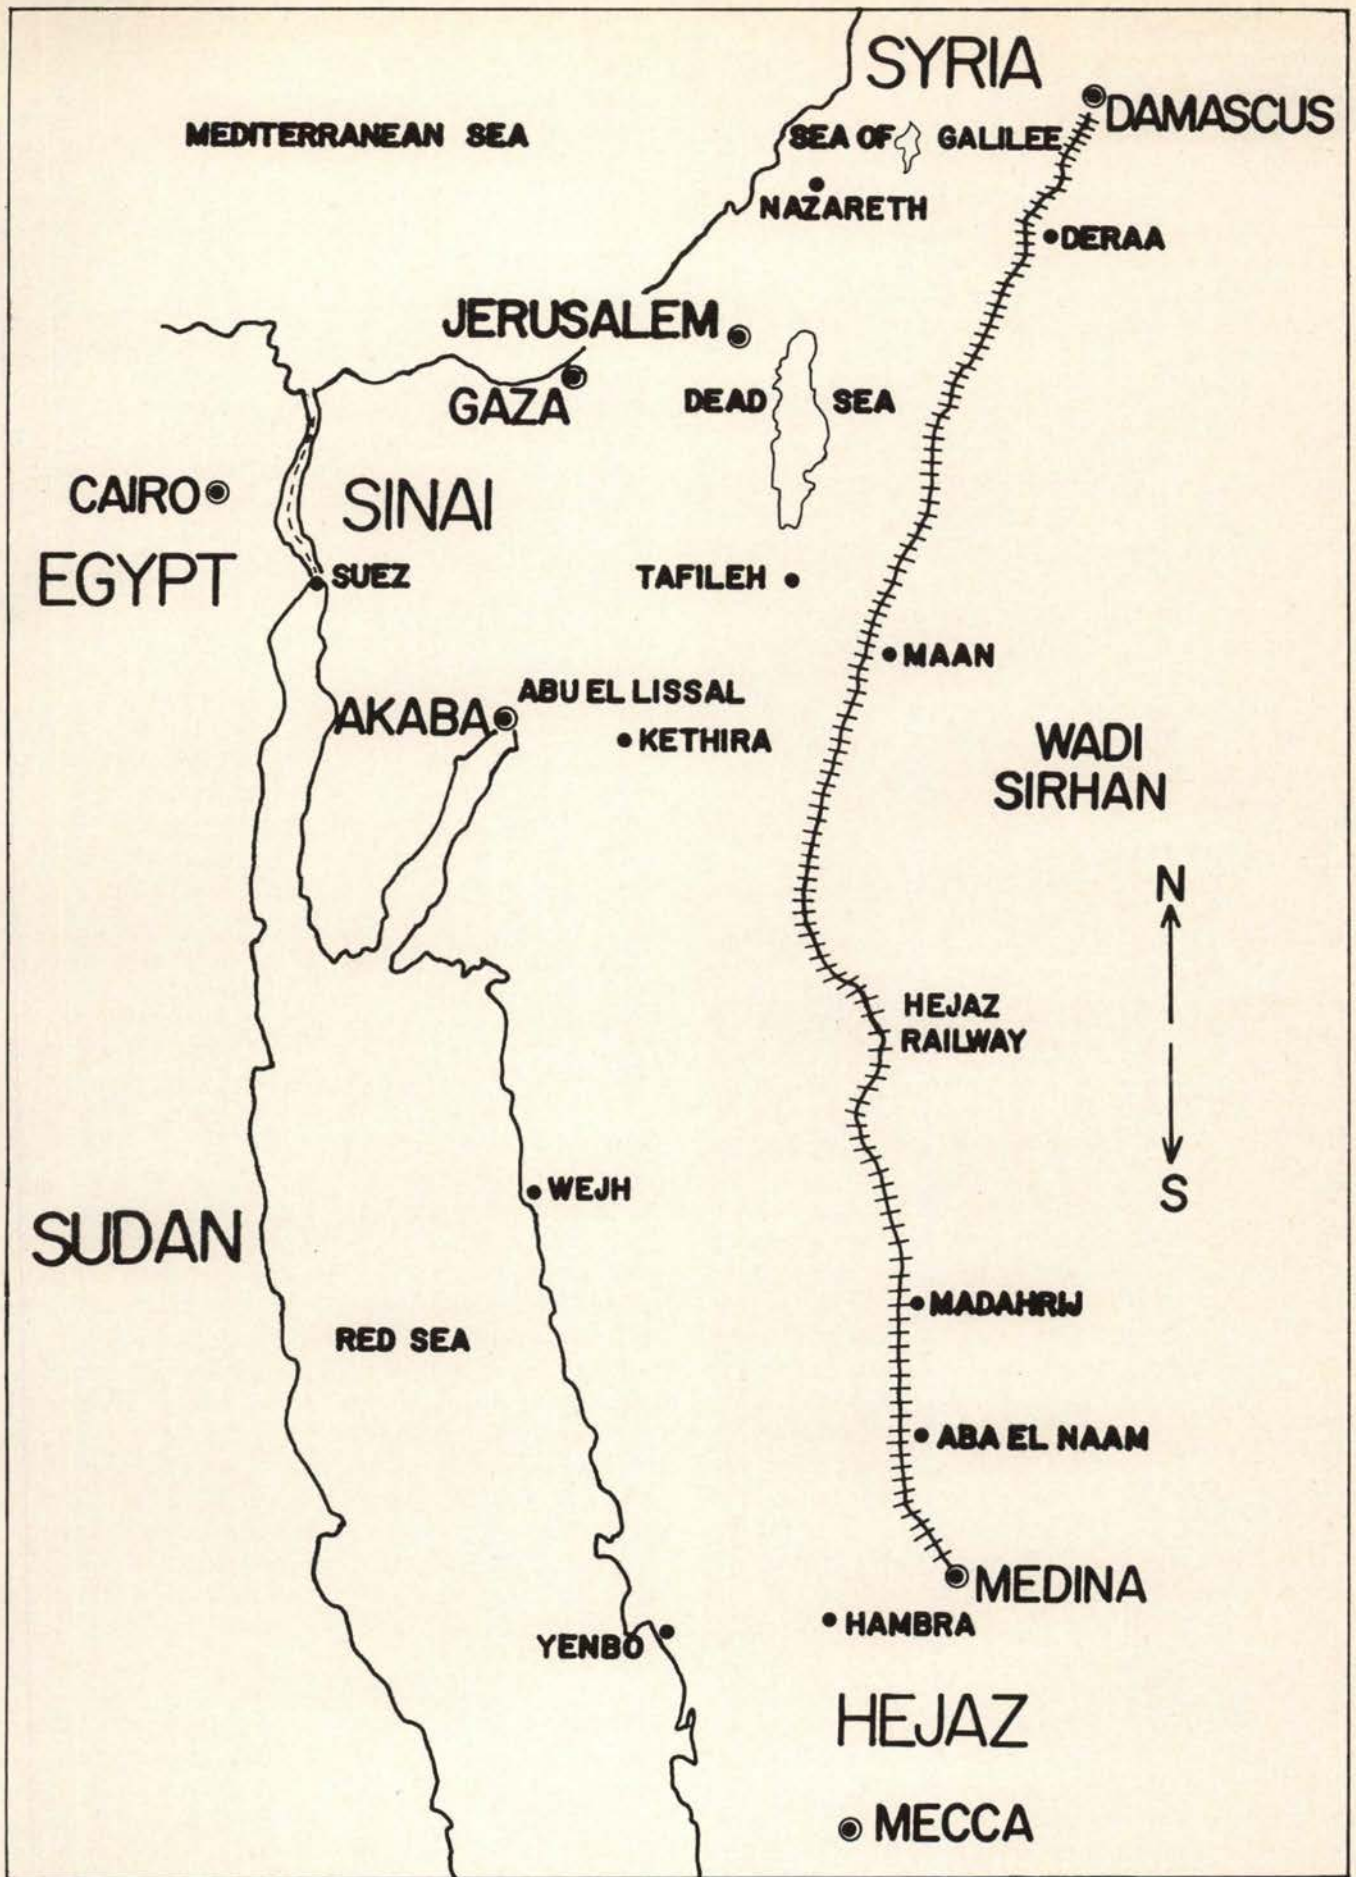 SYRIA
DAMASCUS
MEDITERRANEAN SEA
SEA OF GALILEE
NAZARETH
DERAA
JERUSALEM
GAZA
DEAD SEA
CAIRO
SINAI
EGYPT
SUEZ
TAFILEH
MAAN
ABU EL LISSAL
AKABA
KETHIRA
WADI
SIRHAN
N
HEJAZ
RAILWAY
S
WEJH
SUDAN
MADAHRIJ
RED SEA
ABA EL NAAM
MEDINA
HAMBRA
YENBO
HEJAZ
MECCA